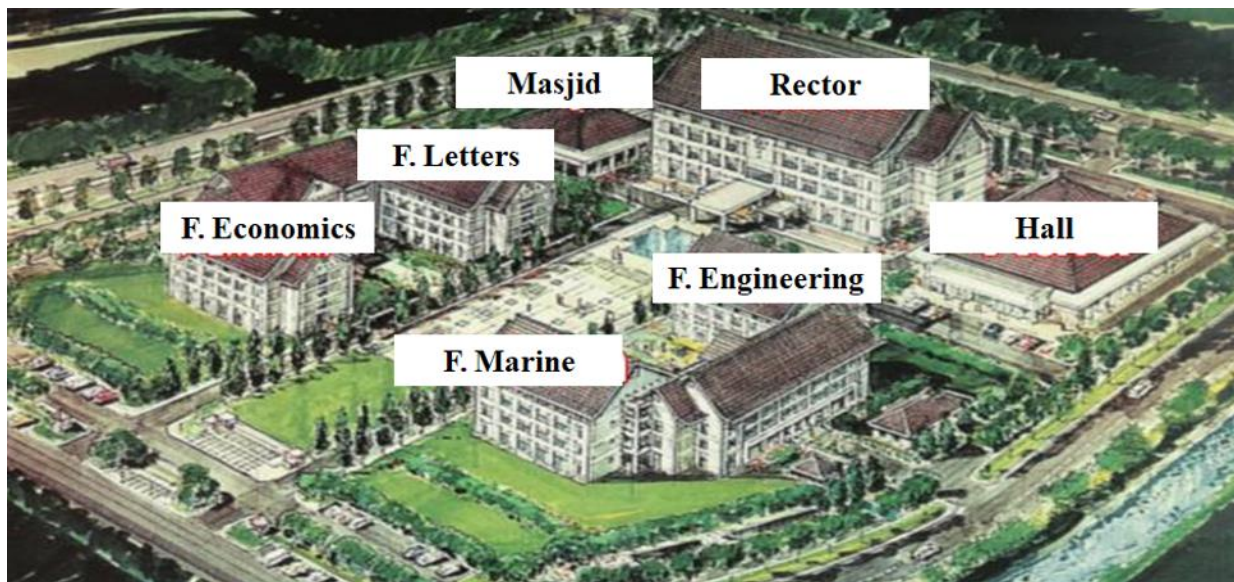 Masjid
Rector
F. Letters
F. Economics
Hall
F. Engineering
F. Marine